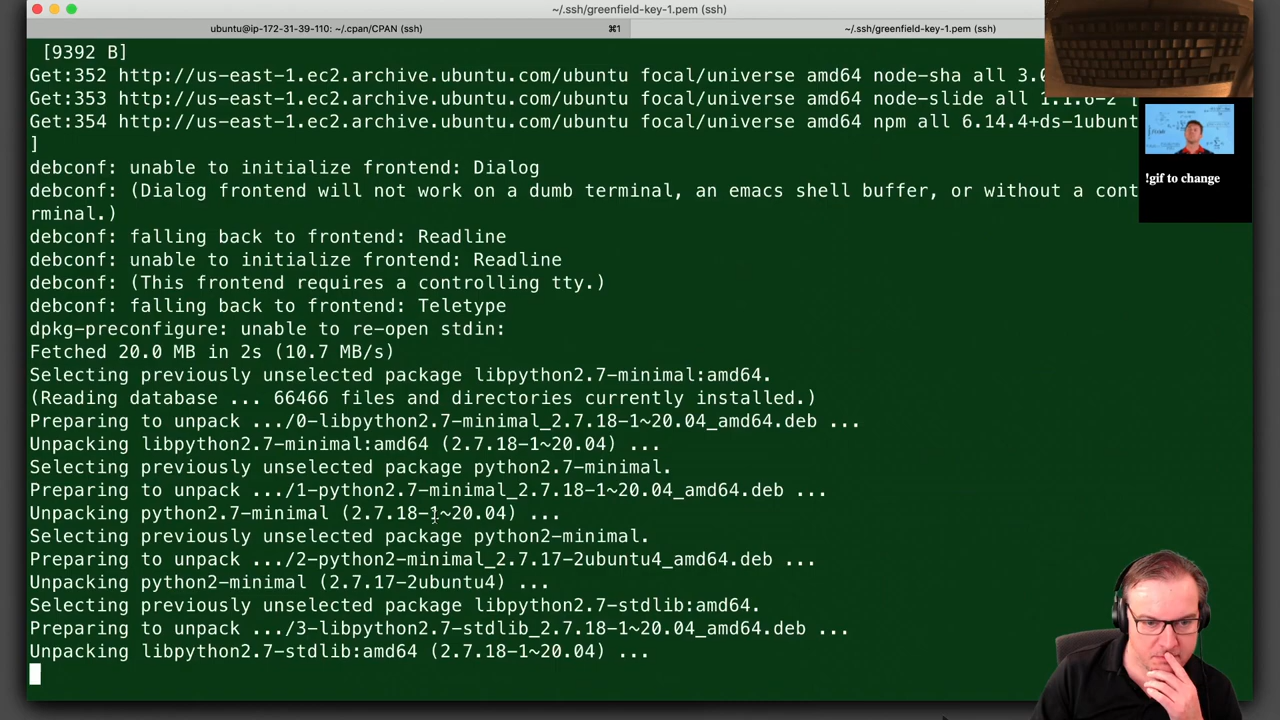 ~/.ssh/greenfield-key-1.pem (ssh)
ubuntu@ip-172-31-39-110: ~/.cpan/CPAN (ssh)
⌘1
~/.ssh/greenfield-key-1.pem (ssh)
[9392 B]
Get:352 http://us-east-1.ec2.archive.ubuntu.com/ubuntu focal/universe amd64 node-sha all 3.0
Get:353 http://us-east-1.ec2.archive.ubuntu.com/ubuntu focal/universe amd64 node-slide all 1.1.6-2 [
Get:354 http://us-east-1.ec2.archive.ubuntu.com/ubuntu focal/universe amd64 npm all 6.14.4+ds-1ubunt
]
debconf: unable to initialize frontend: Dialog
debconf: (Dialog frontend will not work on a dumb terminal, an emacs shell buffer, or without a cont
rminal.)
debconf: falling back to frontend: Readline
debconf: unable to initialize frontend: Readline
debconf: (This frontend requires a controlling tty.)
debconf: falling back to frontend: Teletype
dpkg-preconfigure: unable to re-open stdin:
Fetched 20.0 MB in 2s (10.7 MB/s)
Selecting previously unselected package libpython2.7-minimal:amd64.
(Reading database ... 66466 files and directories currently installed.)
Preparing to unpack .../0-libpython2.7-minimal_2.7.18-1~20.04_amd64.deb ...
Unpacking libpython2.7-minimal:amd64 (2.7.18-1~20.04) ...
Selecting previously unselected package python2.7-minimal.
Preparing to unpack .../1-python2.7-minimal_2.7.18-1~20.04_amd64.deb ...
Unpacking python2.7-minimal (2.7.18-1~20.04) ...
Selecting previously unselected package python2-minimal.
Preparing to unpack .../2-python2-minimal_2.7.17-2ubuntu4_amd64.deb ...
Unpacking python2-minimal (2.7.17-2ubuntu4) ...
Selecting previously unselected package libpython2.7-stdlib:amd64.
Preparing to unpack .../3-libpython2.7-stdlib_2.7.18-1~20.04_amd64.deb ...
Unpacking libpython2.7-stdlib:amd64 (2.7.18-1~20.04) ...
!gif to change